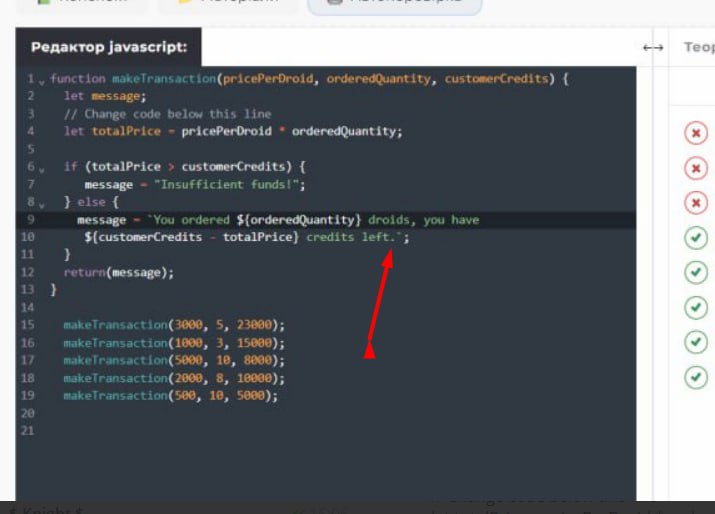 Редактор javascript:
←→ Теор
1 function makeTransaction(pricePerDroid, orderedQuantity, customerCredits) {
2 let message;
3 // Change code below this line
4 let totalPrice = pricePerDroid * orderedQuantity;
5
6 if (totalPrice > customerCredits) {
7 message = "Insufficient funds!";
8 } else {
9 message = `You ordered ${orderedQuantity} droids, you have
10 ${customerCredits - totalPrice} credits left.`;
11 }
12 return(message);
13 }
14
15 makeTransaction(3000, 5, 23000);
16 makeTransaction(1000, 3, 15000);
17 makeTransaction(5000, 10, 8000);
18 makeTransaction(2000, 8, 10000);
19 makeTransaction(500, 10, 5000);
20
21